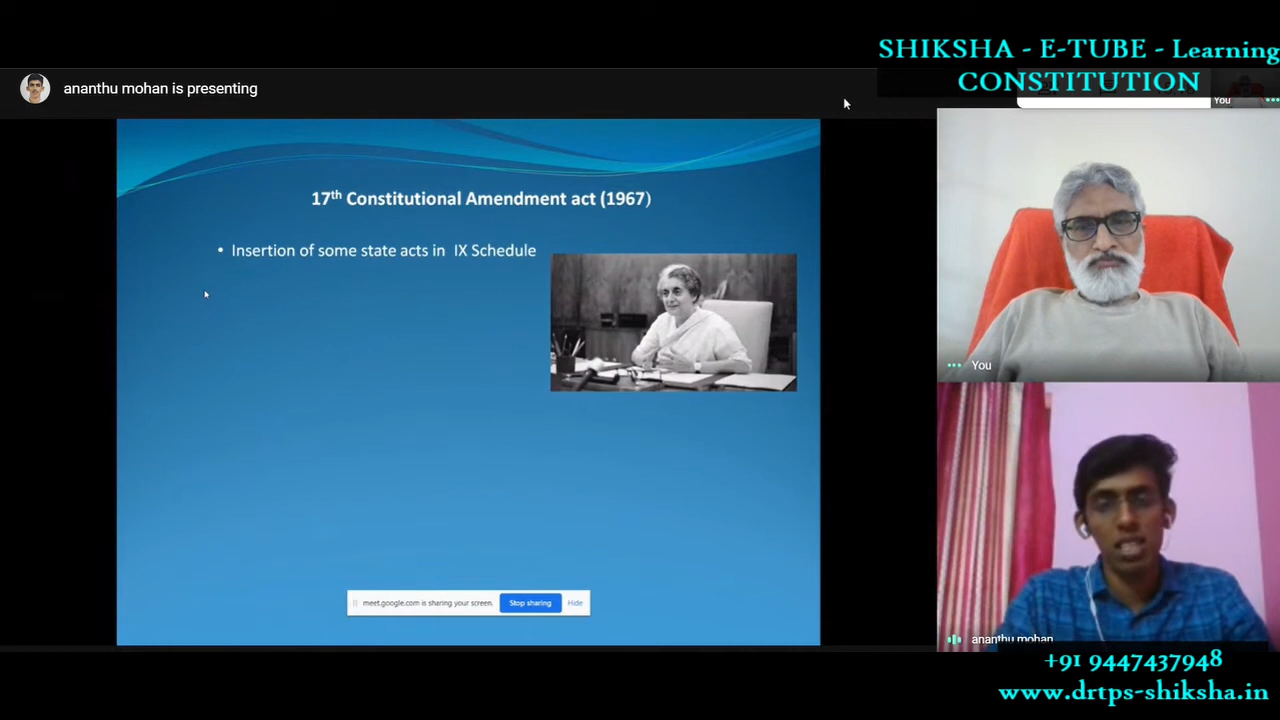 SHIKSHA - E-TUBE - Learning
CONSTITUTION
ananthu mohan is presenting
You
17th Constitutional Amendment act (1967)
• Insertion of some state acts in IX Schedule
You
meet.google.com is sharing your screen.
Stop sharing
Hide
ananthu mohan
+91 9447437948
www.drtps-shiksha.in